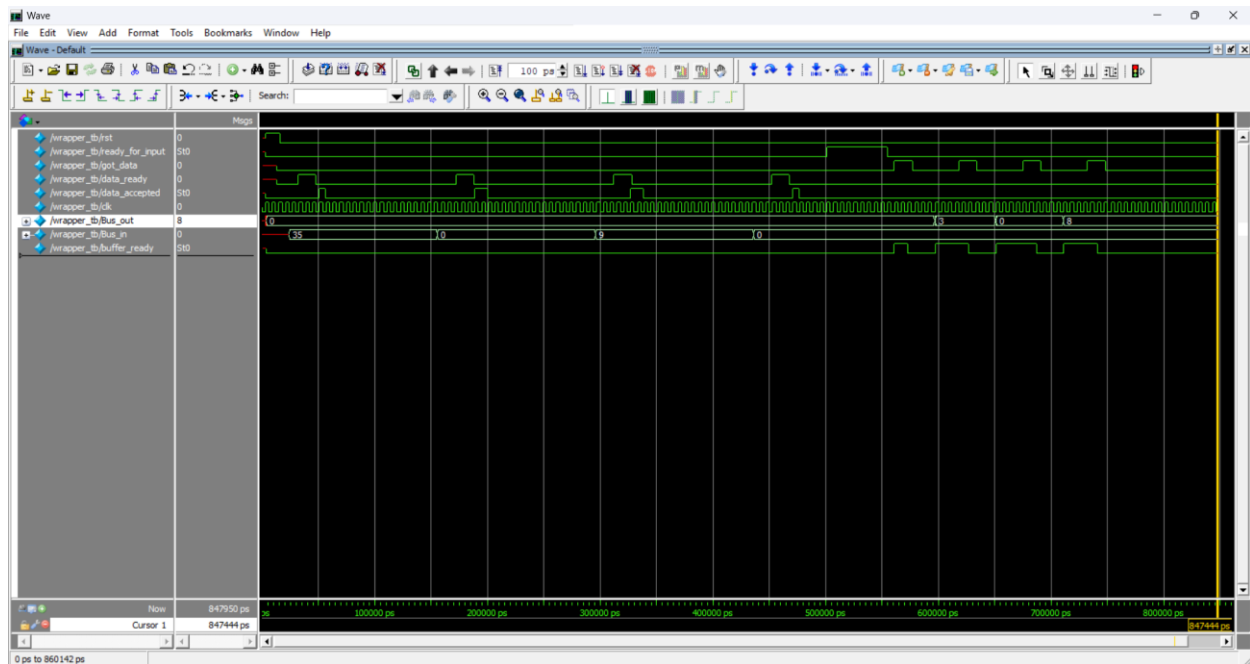 Wave
File Edit View Add Format Tools Bookmarks Window Help
Wave - Default
100 ps
Search:
Msgs
/wrapper_tb/rst 0
/wrapper_tb/ready_for_input St0
/wrapper_tb/got_data 0
/wrapper_tb/data_ready 0
/wrapper_tb/data_accepted St0
/wrapper_tb/clk 0
/wrapper_tb/Bus_out 8 0 3 0 8
/wrapper_tb/Bus_in 0 35 0 9 0
/wrapper_tb/buffer_ready St0
Now 847950 ps ps 100000 ps 200000 ps 300000 ps 400000 ps 500000 ps 600000 ps 700000 ps 800000 ps
Cursor 1 847444 ps 847444 ps
0 ps to 860142 ps